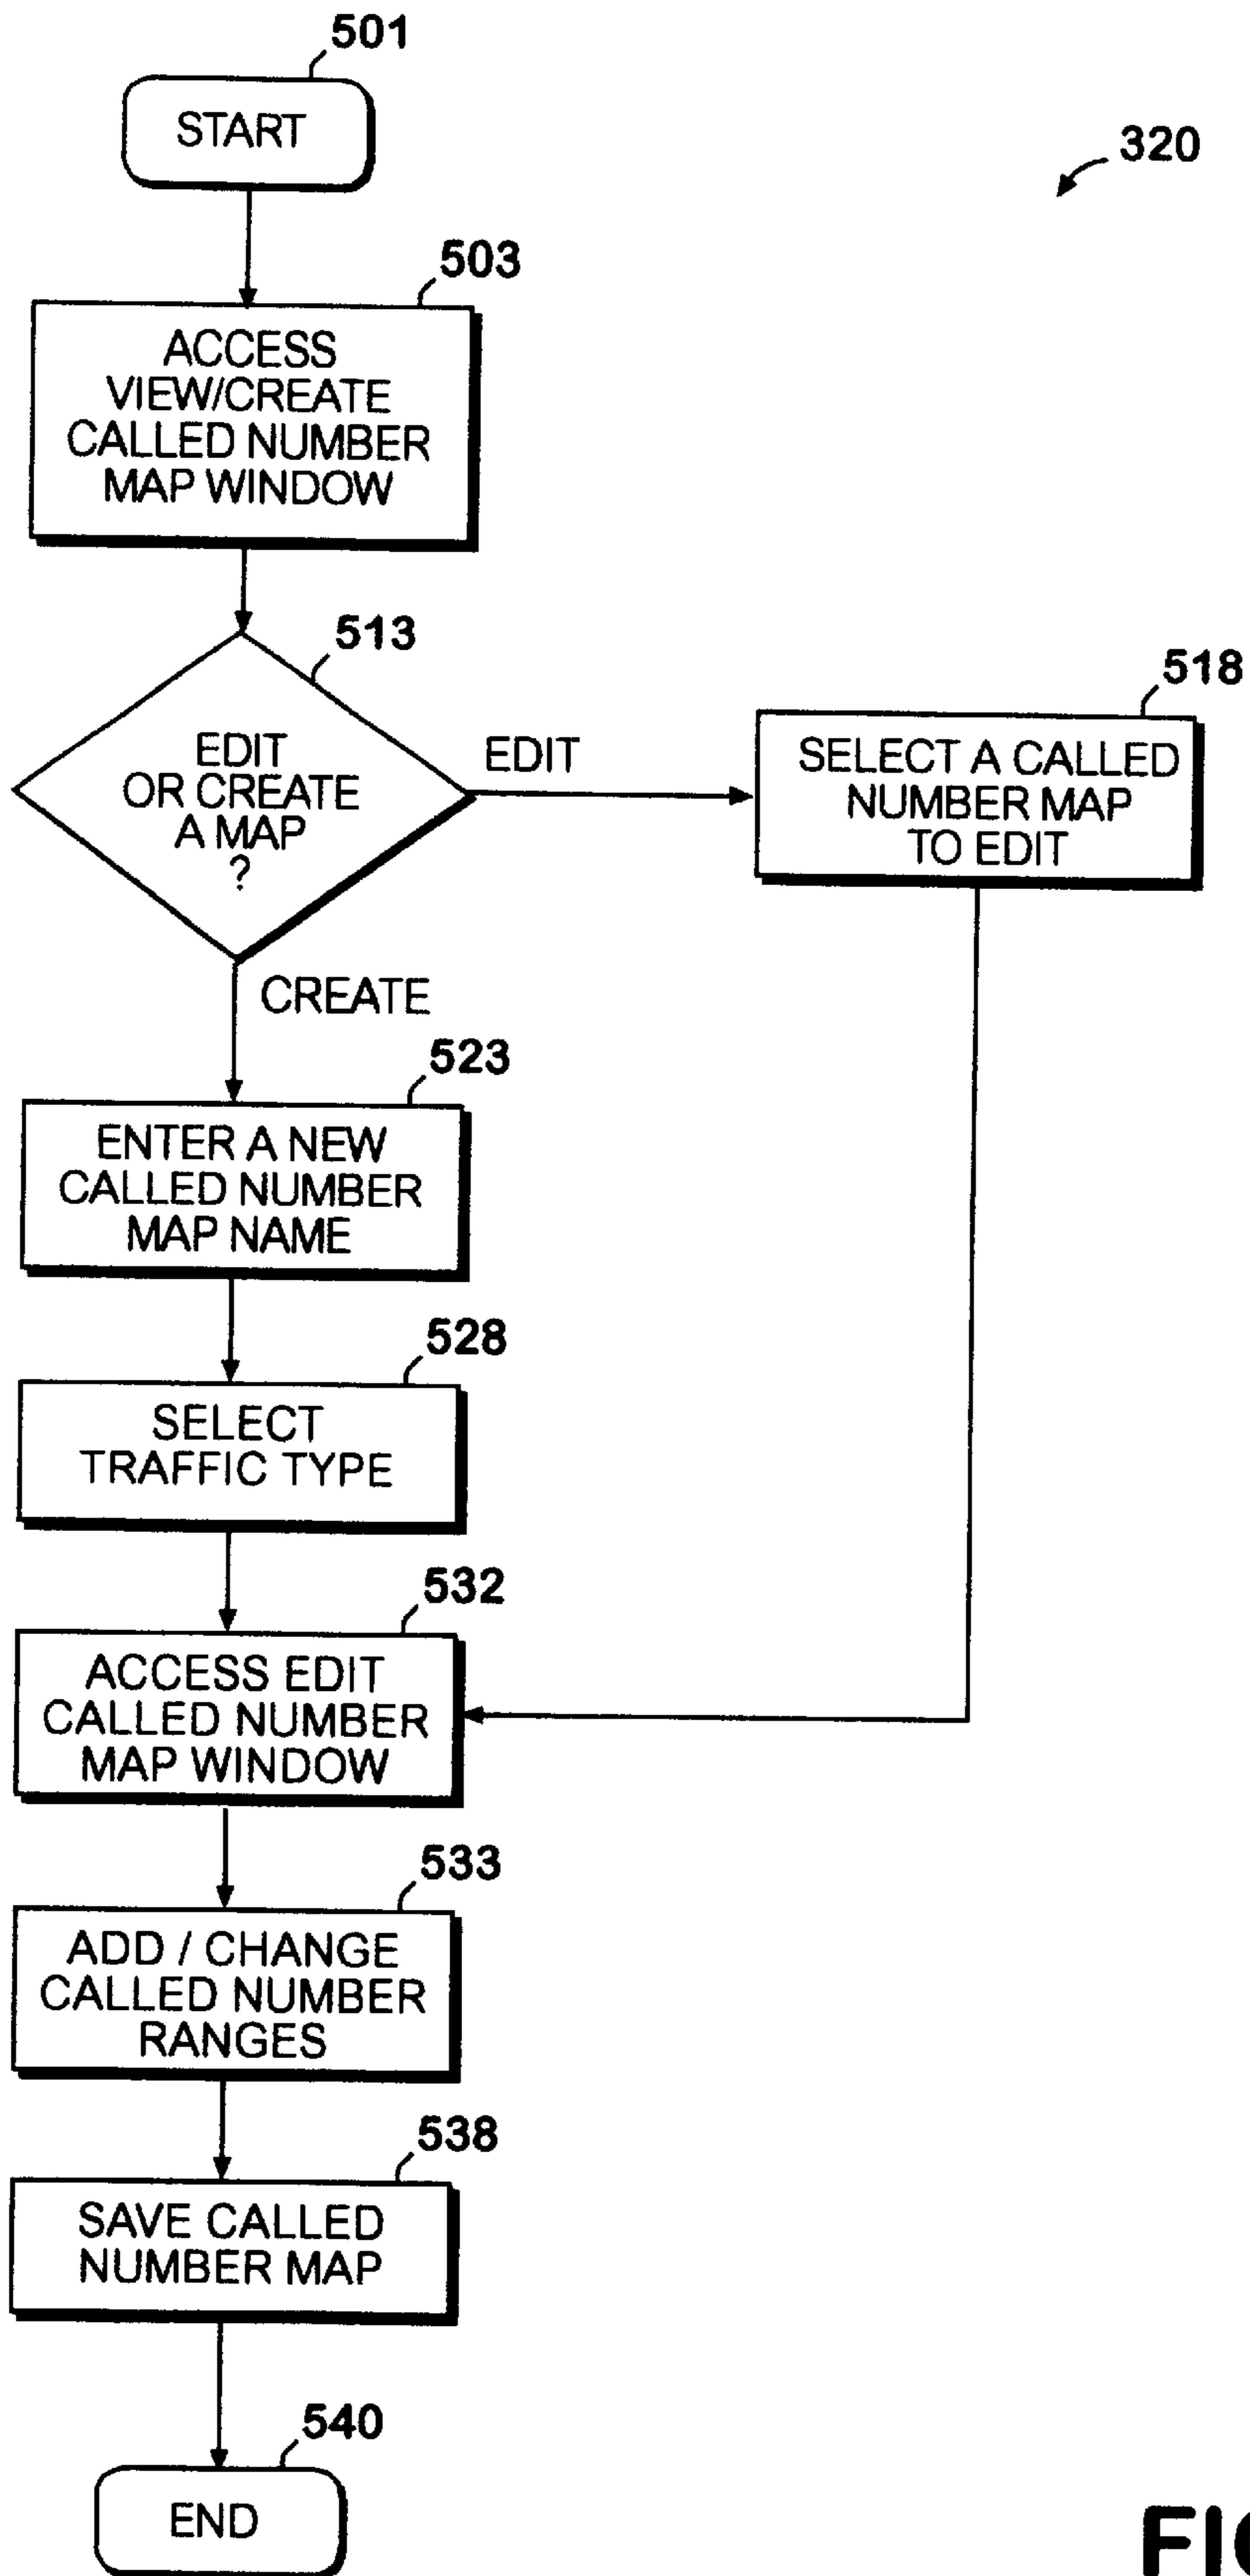 501
START
320
503
ACCESS
VIEW/CREATE
CALLED NUMBER
MAP WINDOW
513
EDIT
OR CREATE
A MAP
?
EDIT
518
SELECT A CALLED
NUMBER MAP
TO EDIT
CREATE
523
ENTER A NEW
CALLED NUMBER
MAP NAME
528
SELECT
TRAFFIC TYPE
532
ACCESS EDIT
CALLED NUMBER
MAP WINDOW
533
ADD / CHANGE
CALLED NUMBER
RANGES
538
SAVE CALLED
NUMBER MAP
540
END